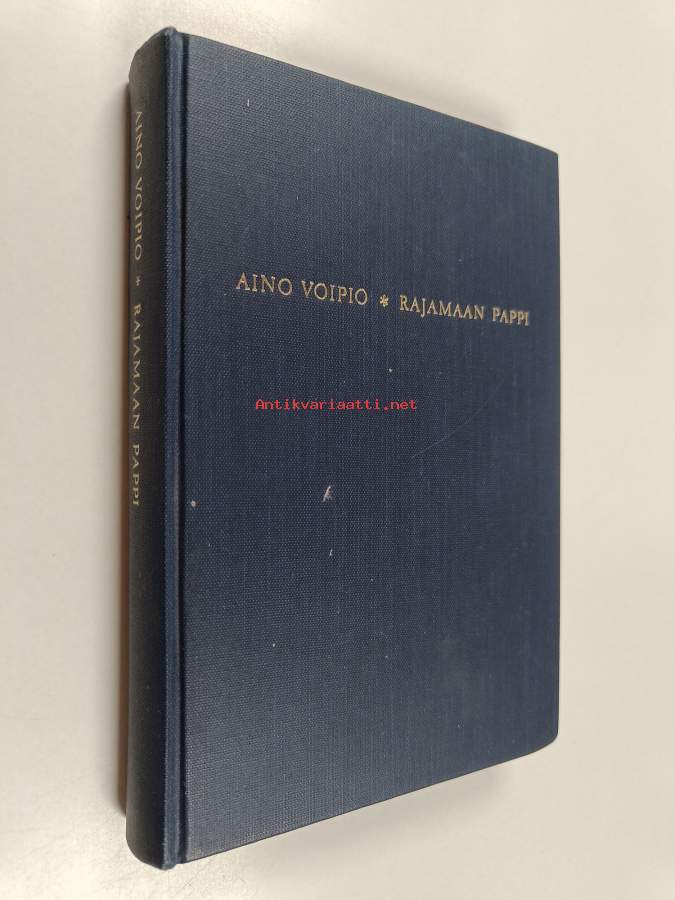 AINO VOIPIO * RAJAMAAN PAPPI
AINO VOIPIO * RAJAMAAN PAPPI
Antikvariaatti.net